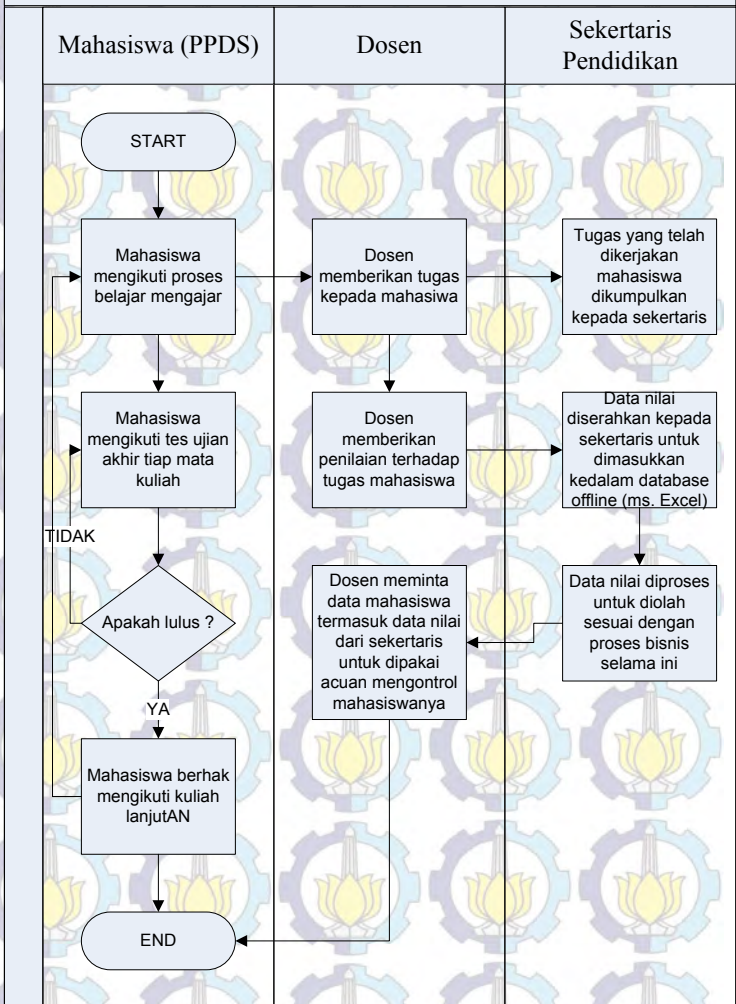 Mahasiswa (PPDS)
Dosen
Sekertaris
Pendidikan
START
Mahasiswa
mengikuti proses
belajar mengajar
Dosen
memberikan tugas
kepada mahasiwa
Tugas yang telah
dikerjakan
mahasiswa
dikumpulkan
kepada sekertaris
Mahasiswa
mengikuti tes ujian
akhir tiap mata
kuliah
Dosen
memberikan
penilaian terhadap
tugas mahasiswa
Data nilai
diserahkan kepada
sekertaris untuk
dimasukkan
kedalam database
offline (ms. Excel)
TIDAK
Apakah lulus ?
Dosen meminta
data mahasiswa
termasuk data nilai
dari sekertaris
untuk dipakai
acuan mengontrol
mahasiswanya
Data nilai diproses
untuk diolah
sesuai dengan
proses bisnis
selama ini
YA
Mahasiswa berhak
mengikuti kuliah
lanjutAN
END